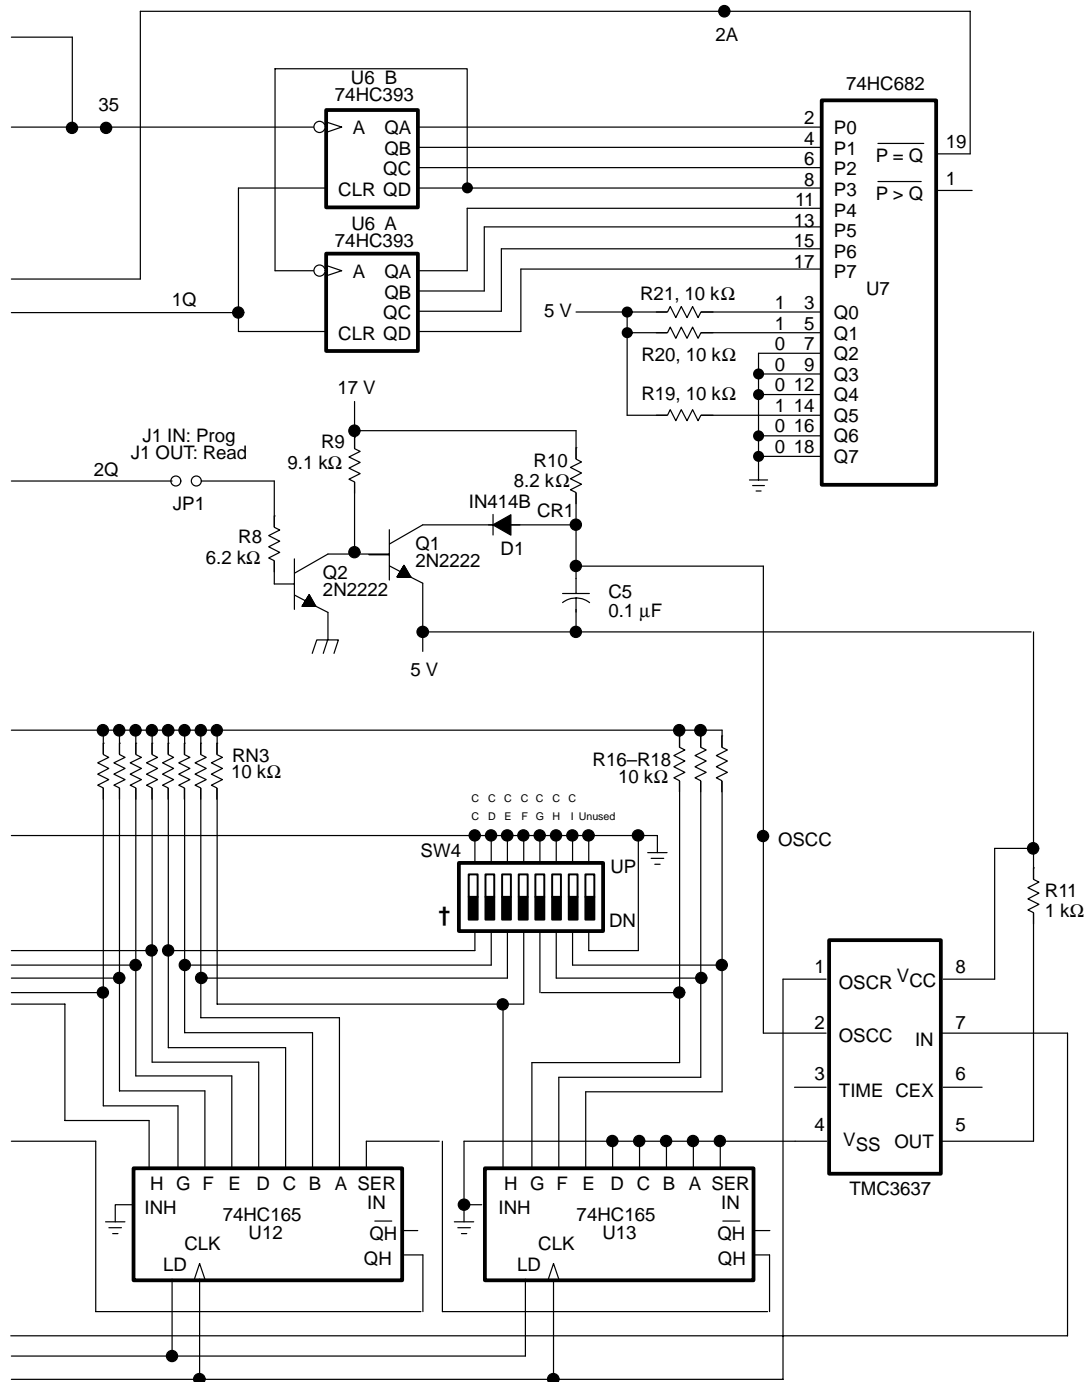 2A
U6 B
74HC393
74HC682
35
A QA
QB
QC
CLR QD
2 P0
4 P1
6 P2
8 P3
11 P4
13 P5
15 P6
17 P7
P = Q 19
P > Q 1
U6 A
74HC393
A QA
QB
QC
CLR QD
1Q
U7
5 V
R21, 10 kΩ
R20, 10 kΩ
R19, 10 kΩ
1 3 Q0
1 5 Q1
0 7 Q2
0 9 Q3
0 12 Q4
1 14 Q5
0 16 Q6
0 18 Q7
17 V
J1 IN: Prog
J1 OUT: Read
2Q
JP1
R9
9.1 kΩ
R10
8.2 kΩ
IN414B
CR1
D1
R8
6.2 kΩ
Q1
2N2222
Q2
2N2222
C5
0.1 μF
5 V
RN3
10 kΩ
R16–R18
10 kΩ
C C C C C C C
C D E F G H I Unused
SW4
UP
DN
†
OSCC
R11
1 kΩ
1 OSCR VCC 8
2 OSCC IN 7
3 TIME CEX 6
4 VSS OUT 5
TMC3637
H G F E D C B A SER
IN
INH
74HC165
U12
QH
CLK
QH
LD
H G F E D C B A SER
IN
INH
74HC165
U13
QH
CLK
QH
LD